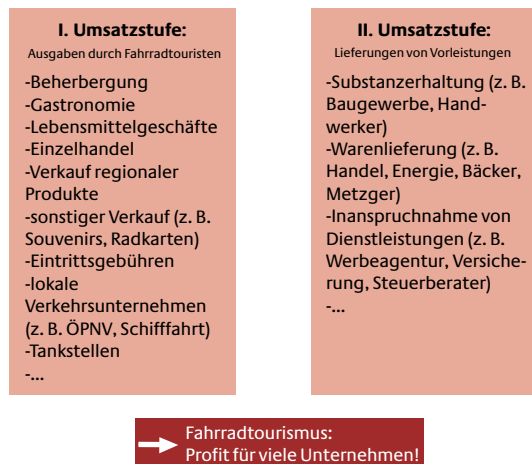 I. Umsatzstufe:
Ausgaben durch Fahrradtouristen
-Beherbergung
-Gastronomie
-Lebensmittelgeschäfte
-Einzelhandel
-Verkauf regionaler
Produkte
-sonstiger Verkauf (z. B.
Souvenirs, Radkarten)
-Eintrittsgebühren
-lokale
Verkehrsunternehmen
(z. B. ÖPNV, Schifffahrt)
-Tankstellen
-...
II. Umsatzstufe:
Lieferungen von Vorleistungen
-Substanzerhaltung (z. B.
Baugewerbe, Hand-
werker)
-Warenlieferung (z. B.
Handel, Energie, Bäcker,
Metzger)
-Inanspruchnahme von
Dienstleistungen (z. B.
Werbeagentur, Versiche-
rung, Steuerberater)
-...
Fahrradtourismus:
Profit für viele Unternehmen!